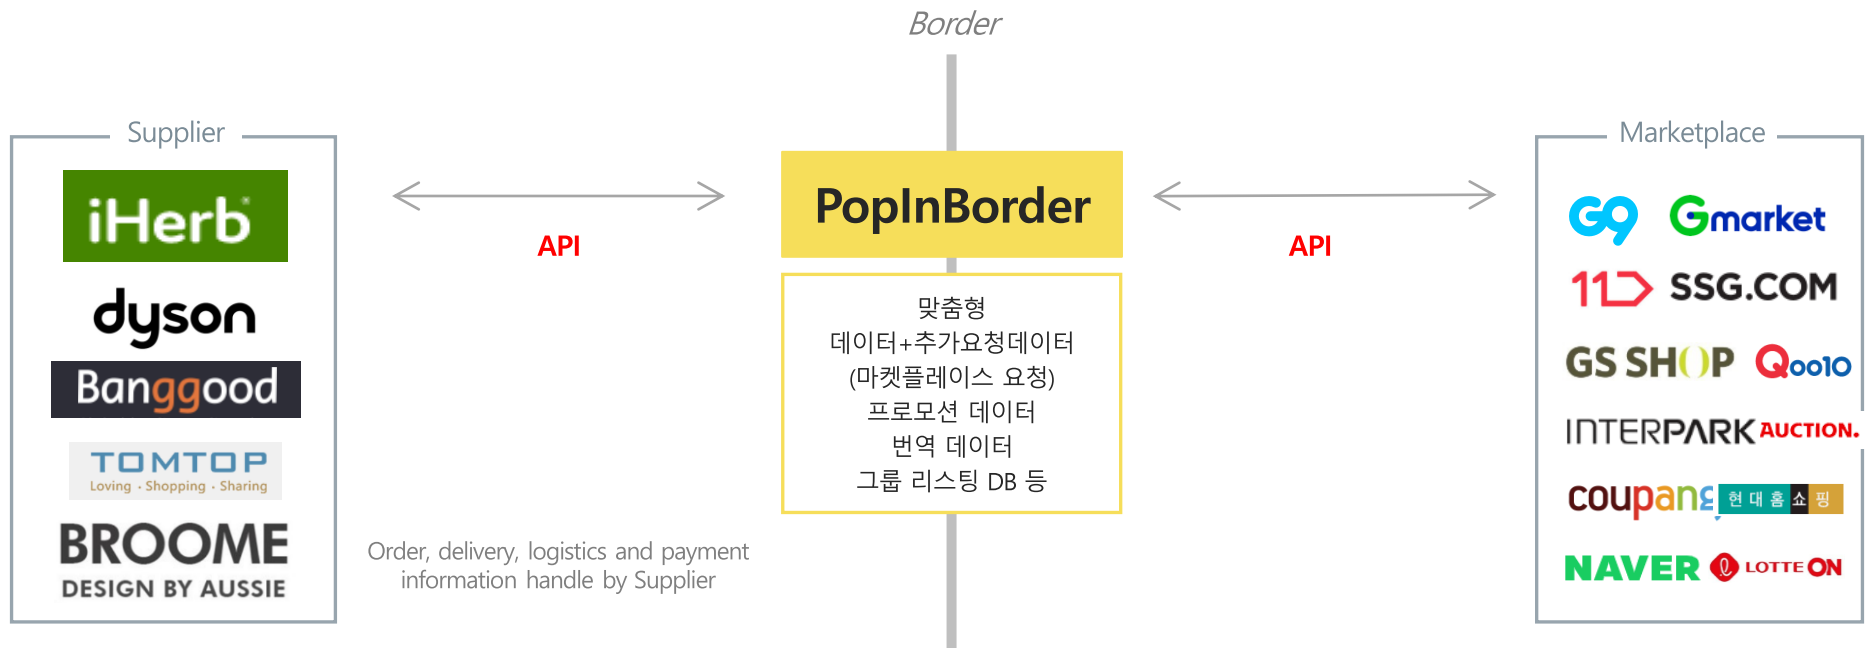 Border
Supplier
iHerb®
dyson
Banggood
TOMTOP
Loving · Shopping · Sharing
BROOME
DESIGN BY AUSSIE
API
Order, delivery, logistics and payment
information handle by Supplier
PopInBorder
맞춤형
데이터+추가요청데이터
(마켓플레이스 요청)
프로모션 데이터
번역 데이터
그룹 리스팅 DB 등
API
Marketplace
G9 Gmarket
11 SSG.COM
GS SHOP Qoo10
INTERPARK AUCTION.
coupang 현대홈쇼핑
NAVER LOTTE ON